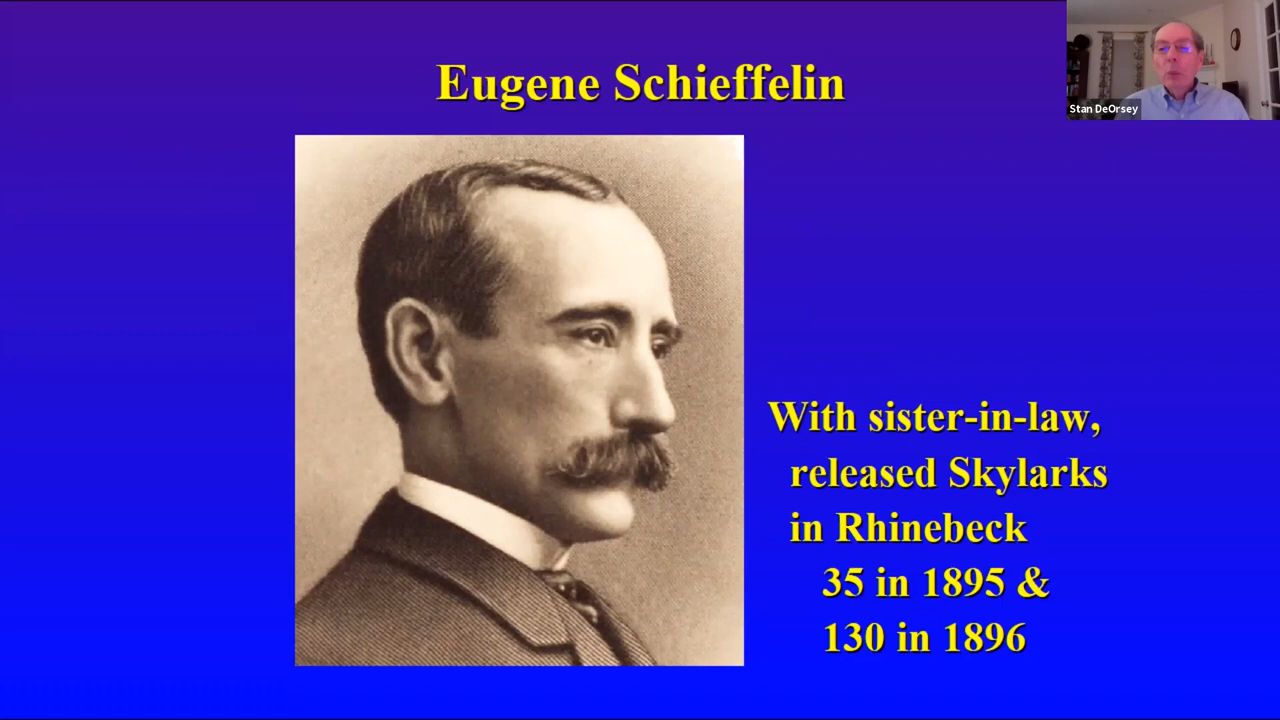 Eugene Schieffelin
Stan DeOrsey
With sister-in-law,
released Skylarks
in Rhinebeck
35 in 1895 &
130 in 1896